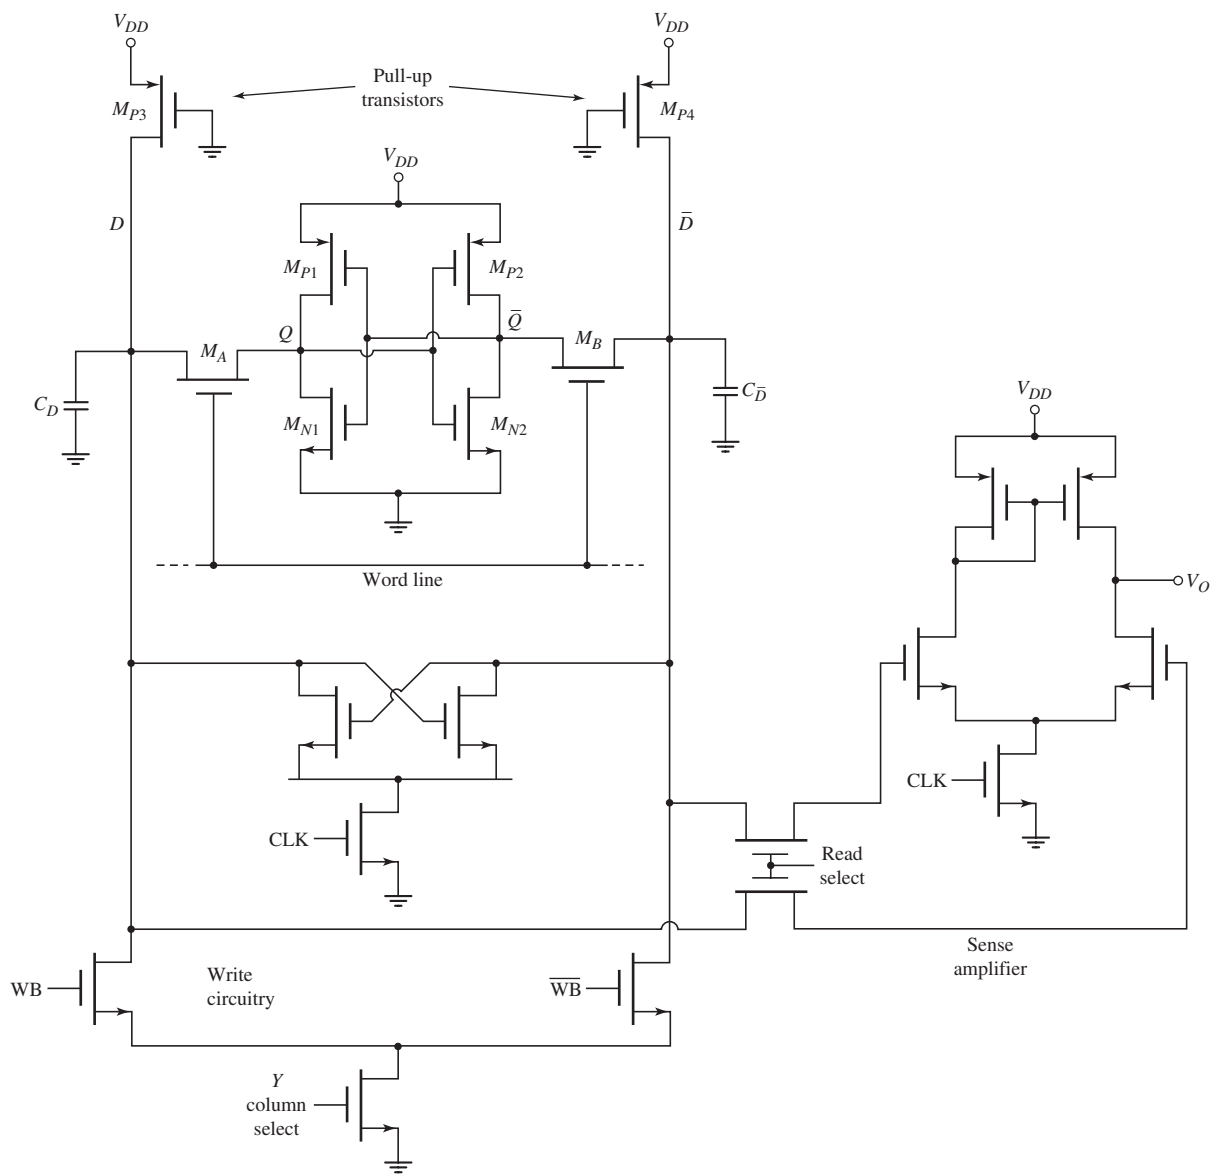 V_DD
V_DD
Pull-up
transistors
M_P3
M_P4
V_DD
D
D̄
M_P1
M_P2
Q
Q̄
M_A
M_B
C_D
C_D̄
M_N1
M_N2
V_DD
Word line
V_O
CLK
CLK
Read
select
Sense
amplifier
WB
Write
circuitry
W̅B̅
Y
column
select